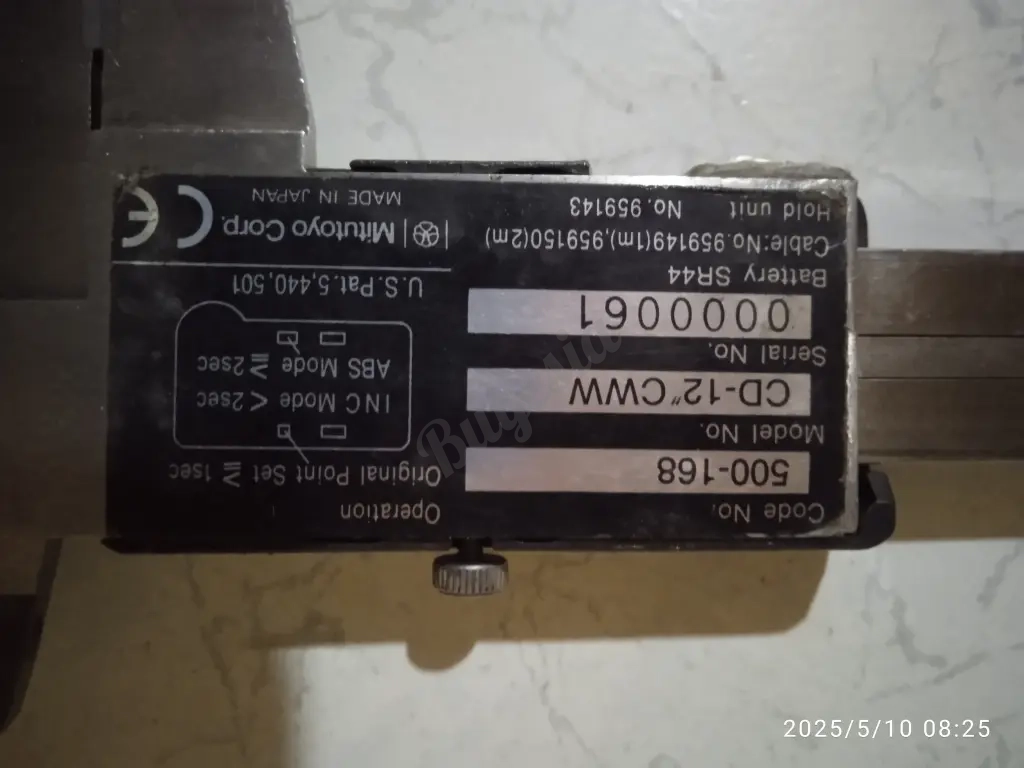 Code No.
500-168
Model No.
CD-12"CWW
Serial No.
0000061
Battery SR44
Cable:No.959149(1m),959150(2m)
Hold unit No. 959143
Operation
Original Point Set ≧ 1sec
INC Mode < 2sec
ABS Mode ≧ 2sec
U.S. Pat. 5,440,501
Mitutoyo Corp.
MADE IN JAPAN
CE
2025/5/10 08:25